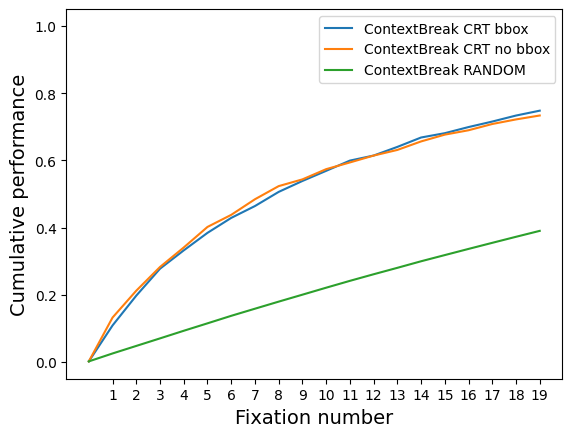 ContextBreak CRT bbox
ContextBreak CRT no bbox
ContextBreak RANDOM
Cumulative performance
1.0
0.8
0.6
0.4
0.2
0.0
1 2 3 4 5 6 7 8 9 10 11 12 13 14 15 16 17 18 19
Fixation number